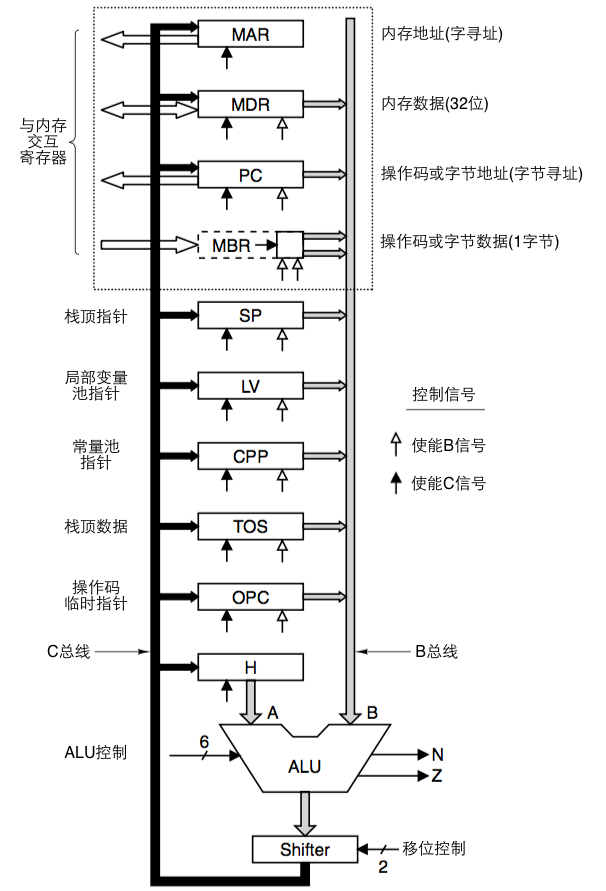 MAR
内存地址(字寻址)
MDR
内存数据(32位)
与内存
交互
寄存器
PC
操作码或字节地址(字节寻址)
MBR
操作码或字节数据(1字节)
栈顶指针
SP
局部变量
池指针
LV
控制信号
常量池
指针
CPP
使能B信号
使能C信号
栈顶数据
TOS
操作码
临时指针
OPC
C总线
H
B总线
A
B
ALU控制
6
ALU
N
Z
Shifter
移位控制
2